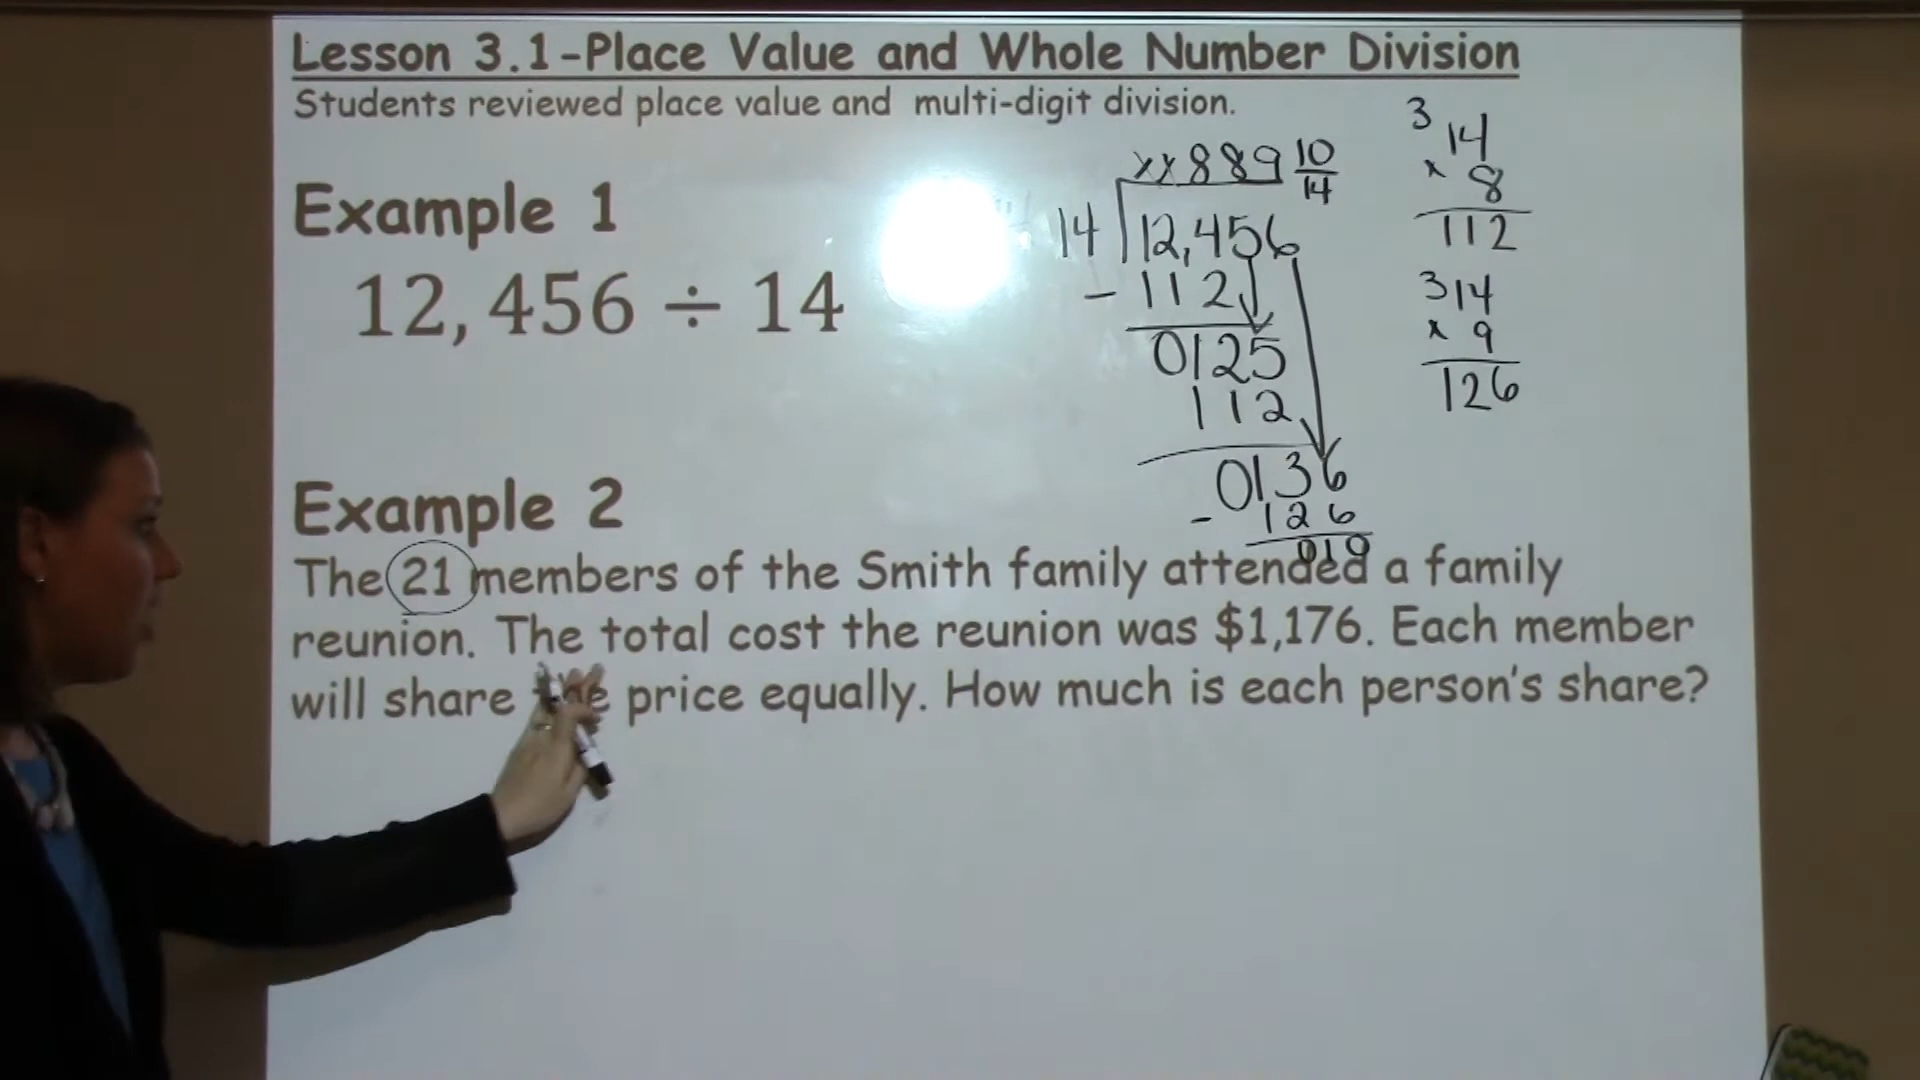 Lesson 3.1-Place Value and Whole Number Division
Students reviewed place value and multi-digit division.
Example 1
12,456 ÷ 14
xx889 10/14
14 12,456
- 112
0125
112
0136
- 126
010
3
14
x 8
112
3 14
x 9
126
Example 2
The 21 members of the Smith family attended a family
reunion. The total cost the reunion was $1,176. Each member
will share the price equally. How much is each person's share?